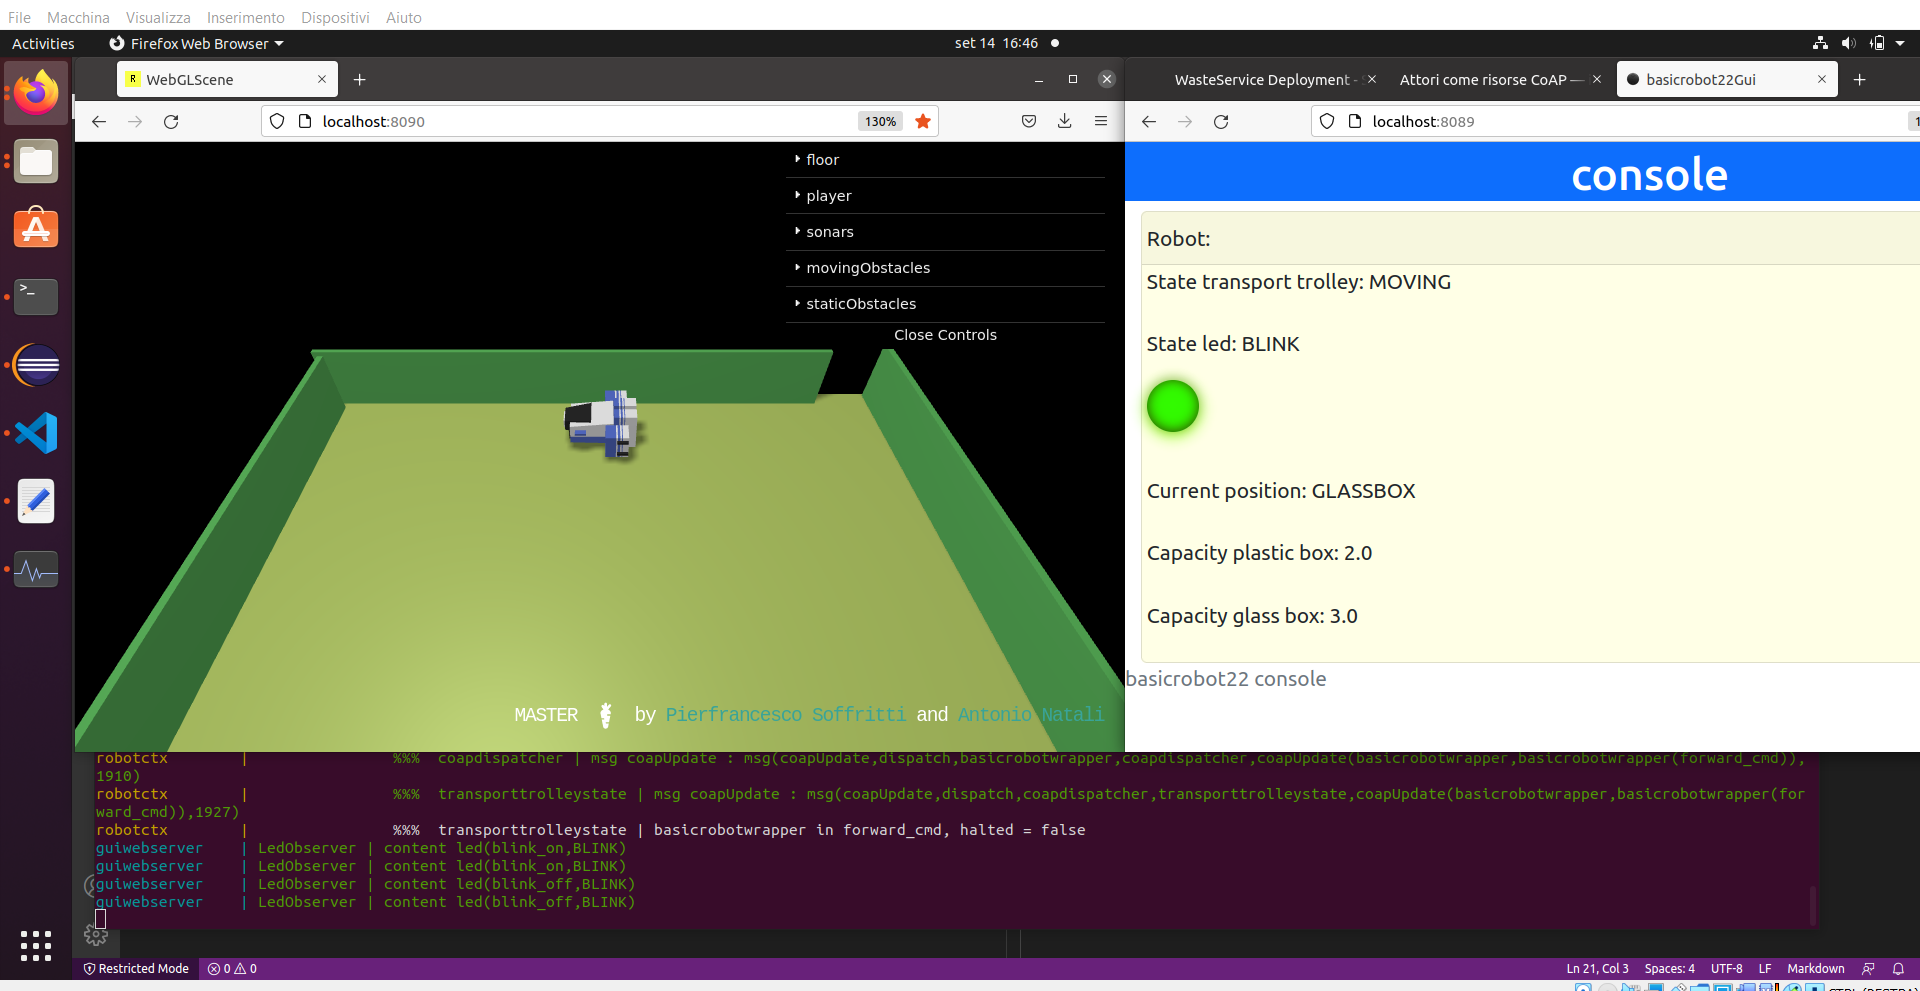 File Macchina Visualizza Inserimento Dispositivi Aiuto
Activities Firefox Web Browser set 14 16:46
R WebGLScene
WasteService Deployment - Attori come risorse CoAP — basicrobot22Gui
localhost:8090 130%
localhost:8089
floor
player
sonars
movingObstacles
staticObstacles
Close Controls
MASTER by Pierfrancesco Soffritti and Antonio Natali
console
Robot:
State transport trolley: MOVING
State led: BLINK
Current position: GLASSBOX
Capacity plastic box: 2.0
Capacity glass box: 3.0
basicrobot22 console
robotctx | %%% coapdispatcher | msg coapUpdate : msg(coapUpdate,dispatch,basicrobotwrapper,coapdispatcher,coapUpdate(basicrobotwrapper,basicrobotwrapper(forward_cmd)),
1910)
robotctx | %%% transporttrolleystate | msg coapUpdate : msg(coapUpdate,dispatch,coapdispatcher,transporttrolleystate,coapUpdate(basicrobotwrapper,basicrobotwrapper(for
ward_cmd)),1927)
robotctx | %%% transporttrolleystate | basicrobotwrapper in forward_cmd, halted = false
guiwebserver | LedObserver | content led(blink_on,BLINK)
guiwebserver | LedObserver | content led(blink_on,BLINK)
guiwebserver | LedObserver | content led(blink_off,BLINK)
guiwebserver | LedObserver | content led(blink_off,BLINK)
Restricted Mode 0 0 Ln 21, Col 3 Spaces: 4 UTF-8 LF Markdown